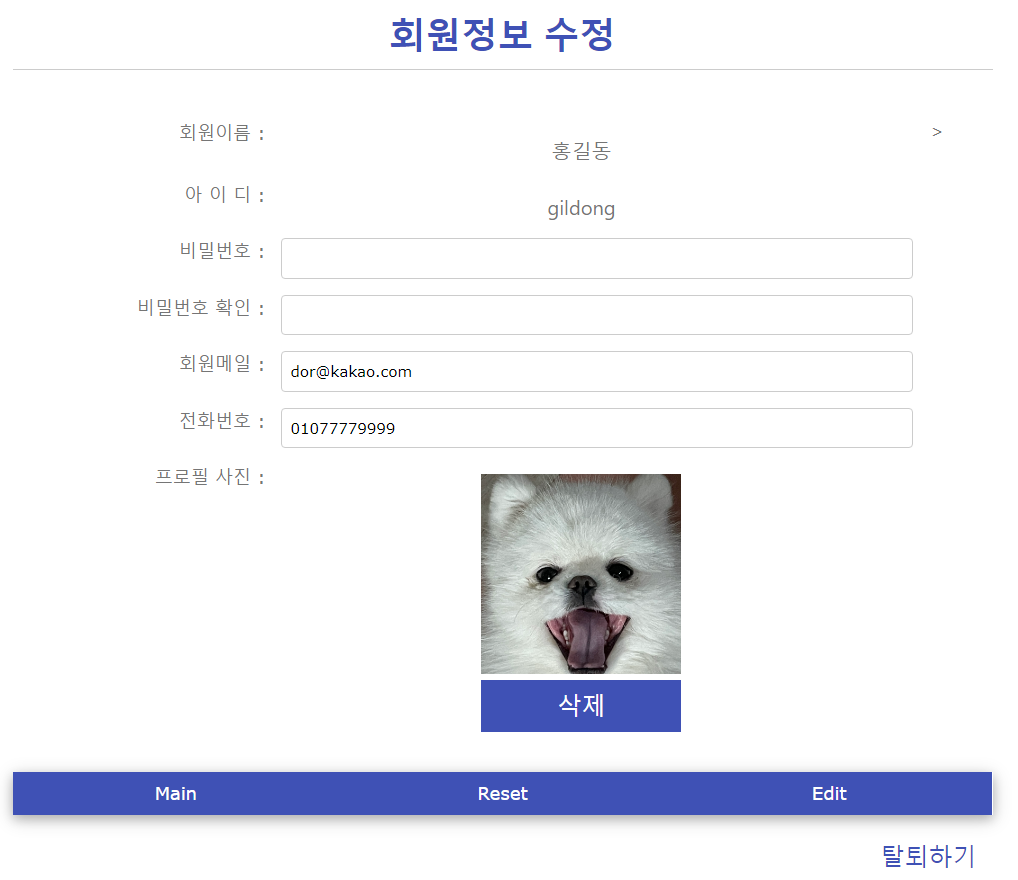 회원정보 수정
회원이름 : >
홍길동
아 이 디 :
gildong
비밀번호 :
비밀번호 확인 :
회원메일 : dor@kakao.com
전화번호 : 01077779999
프로필 사진 :
삭제
Main Reset Edit
탈퇴하기